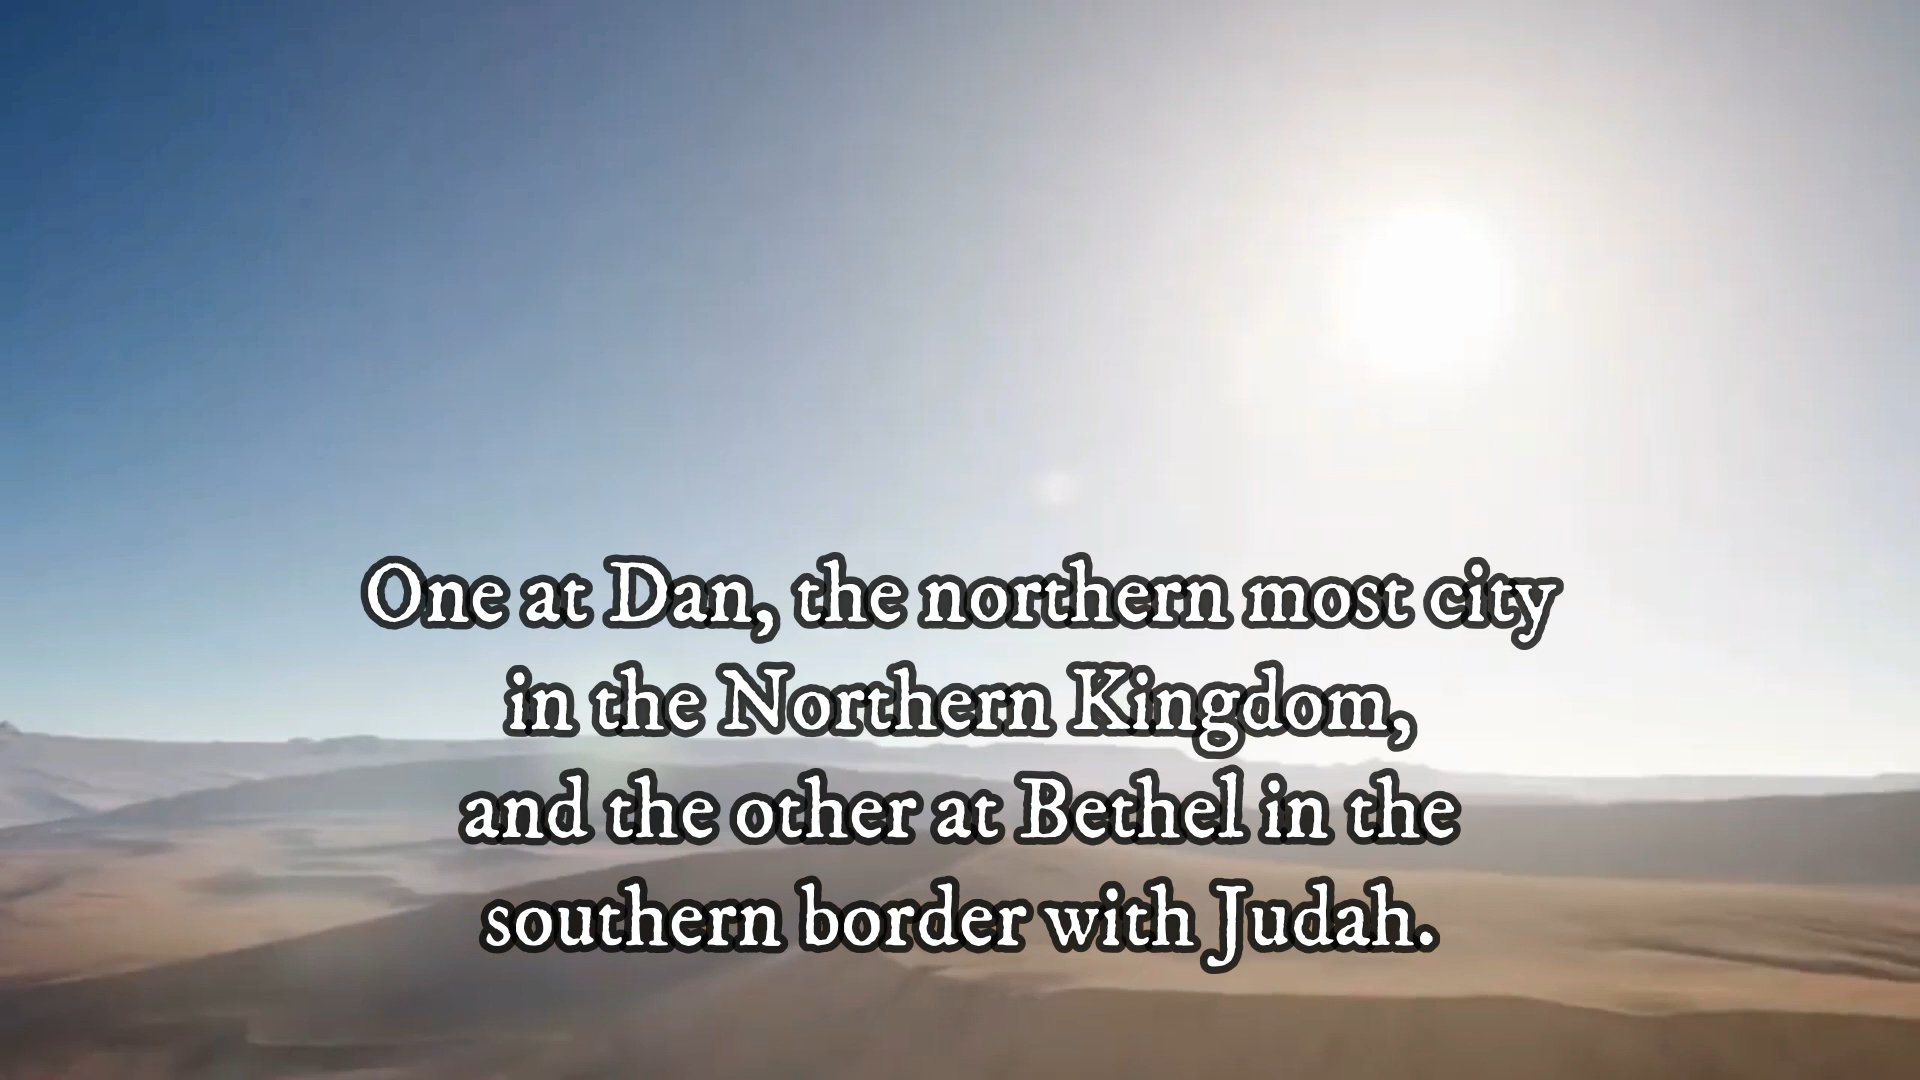 One at Dan, the northern most city
in the Northern Kingdom,
and the other at Bethel in the
southern border with Judah.